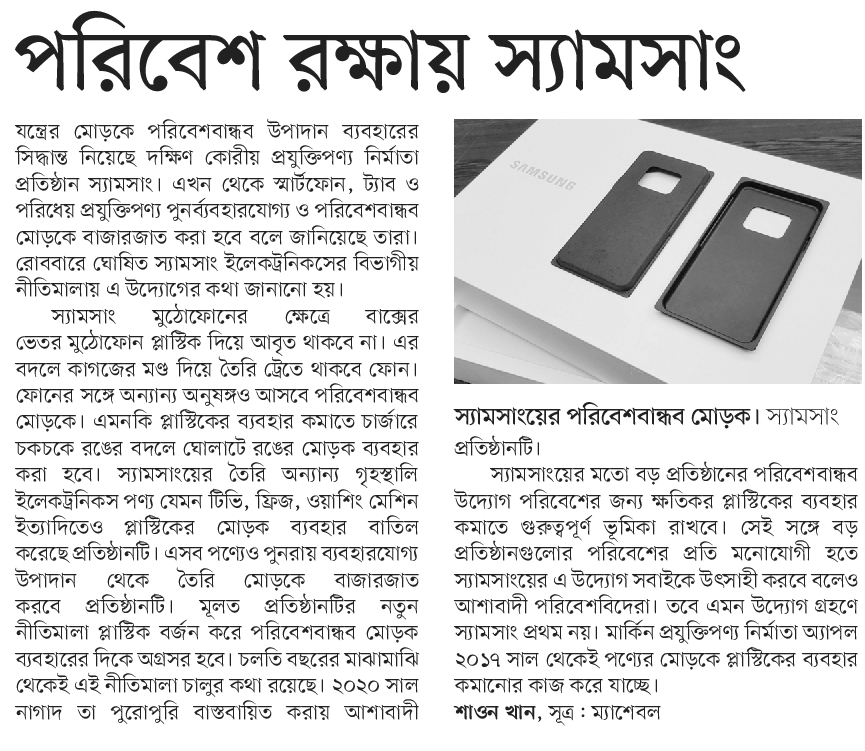 পরিবেশ রক্ষায় স্যামসাং
যন্ত্রের মোড়কে পরিবেশবান্ধব উপাদান ব্যবহারের
সিদ্ধান্ত নিয়েছে দক্ষিণ কোরীয় প্রযুক্তিপণ্য নির্মাতা
প্রতিষ্ঠান স্যামসাং। এখন থেকে স্মার্টফোন, ট্যাব ও
পরিধেয় প্রযুক্তিপণ্য পুনর্ব্যবহারযোগ্য ও পরিবেশবান্ধব
মোড়কে বাজারজাত করা হবে বলে জানিয়েছে তারা।
রোববারে ঘোষিত স্যামসাং ইলেকট্রনিকসের বিভাগীয়
নীতিমালায় এ উদ্যোগের কথা জানানো হয়।
স্যামসাং মুঠোফোনের ক্ষেত্রে বাক্সের
ভেতর মুঠোফোন প্লাস্টিক দিয়ে আবৃত থাকবে না। এর
বদলে কাগজের মণ্ড দিয়ে তৈরি ট্রেতে থাকবে ফোন।
ফোনের সঙ্গে অন্যান্য অনুষঙ্গও আসবে পরিবেশবান্ধব
মোড়কে। এমনকি প্লাস্টিকের ব্যবহার কমাতে চার্জারে
চকচকে রঙের বদলে ঘোলাটে রঙের মোড়ক ব্যবহার
করা হবে। স্যামসাংয়ের তৈরি অন্যান্য গৃহস্থালি
ইলেকট্রনিকস পণ্য যেমন টিভি, ফ্রিজ, ওয়াশিং মেশিন
ইত্যাদিতেও প্লাস্টিকের মোড়ক ব্যবহার বাতিল
করেছে প্রতিষ্ঠানটি। এসব পণ্যেও পুনরায় ব্যবহারযোগ্য
উপাদান থেকে তৈরি মোড়কে বাজারজাত
করবে প্রতিষ্ঠানটি। মূলত প্রতিষ্ঠানটির নতুন
নীতিমালা প্লাস্টিক বর্জন করে পরিবেশবান্ধব মোড়ক
ব্যবহারের দিকে অগ্রসর হবে। চলতি বছরের মাঝামাঝি
থেকেই এই নীতিমালা চালুর কথা রয়েছে। ২০২০ সাল
নাগাদ তা পুরোপুরি বাস্তবায়িত করায় আশাবাদী
SAMSUNG
স্যামসাংয়ের পরিবেশবান্ধব মোড়ক। স্যামসাং
প্রতিষ্ঠানটি।
স্যামসাংয়ের মতো বড় প্রতিষ্ঠানের পরিবেশবান্ধব
উদ্যোগ পরিবেশের জন্য ক্ষতিকর প্লাস্টিকের ব্যবহার
কমাতে গুরুত্বপূর্ণ ভূমিকা রাখবে। সেই সঙ্গে বড়
প্রতিষ্ঠানগুলোর পরিবেশের প্রতি মনোযোগী হতে
স্যামসাংয়ের এ উদ্যোগ সবাইকে উৎসাহী করবে বলেও
আশাবাদী পরিবেশবিদেরা। তবে এমন উদ্যোগ গ্রহণে
স্যামসাং প্রথম নয়। মার্কিন প্রযুক্তিপণ্য নির্মাতা অ্যাপল
২০১৭ সাল থেকেই পণ্যের মোড়কে প্লাস্টিকের ব্যবহার
কমানোর কাজ করে যাচ্ছে।
শাওন খান, সূত্র : ম্যাশেবল